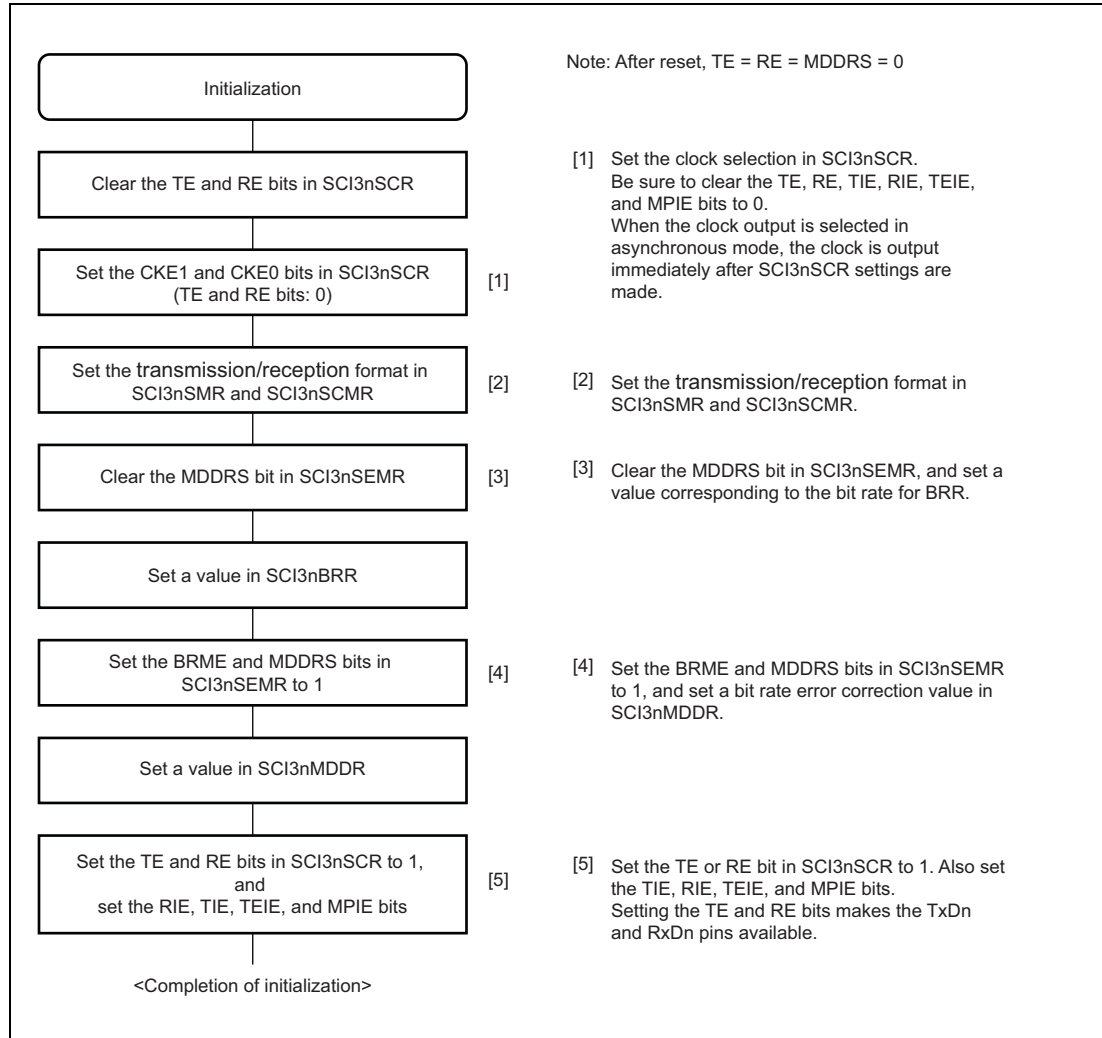 Initialization
Note: After reset, TE = RE = MDDRS = 0
Clear the TE and RE bits in SCI3nSCR
Set the CKE1 and CKE0 bits in SCI3nSCR
(TE and RE bits: 0)
[1]
[1] Set the clock selection in SCI3nSCR.
Be sure to clear the TE, RE, TIE, RIE, TEIE,
and MPIE bits to 0.
When the clock output is selected in
asynchronous mode, the clock is output
immediately after SCI3nSCR settings are
made.
Set the transmission/reception format in
SCI3nSMR and SCI3nSCMR
[2]
[2] Set the transmission/reception format in
SCI3nSMR and SCI3nSCMR.
Clear the MDDRS bit in SCI3nSEMR
[3]
[3] Clear the MDDRS bit in SCI3nSEMR, and set a
value corresponding to the bit rate for BRR.
Set a value in SCI3nBRR
Set the BRME and MDDRS bits in
SCI3nSEMR to 1
[4]
[4] Set the BRME and MDDRS bits in SCI3nSEMR
to 1, and set a bit rate error correction value in
SCI3nMDDR.
Set a value in SCI3nMDDR
Set the TE and RE bits in SCI3nSCR to 1,
and
set the RIE, TIE, TEIE, and MPIE bits
[5]
[5] Set the TE or RE bit in SCI3nSCR to 1. Also set
the TIE, RIE, TEIE, and MPIE bits.
Setting the TE and RE bits makes the TxDn
and RxDn pins available.
<Completion of initialization>